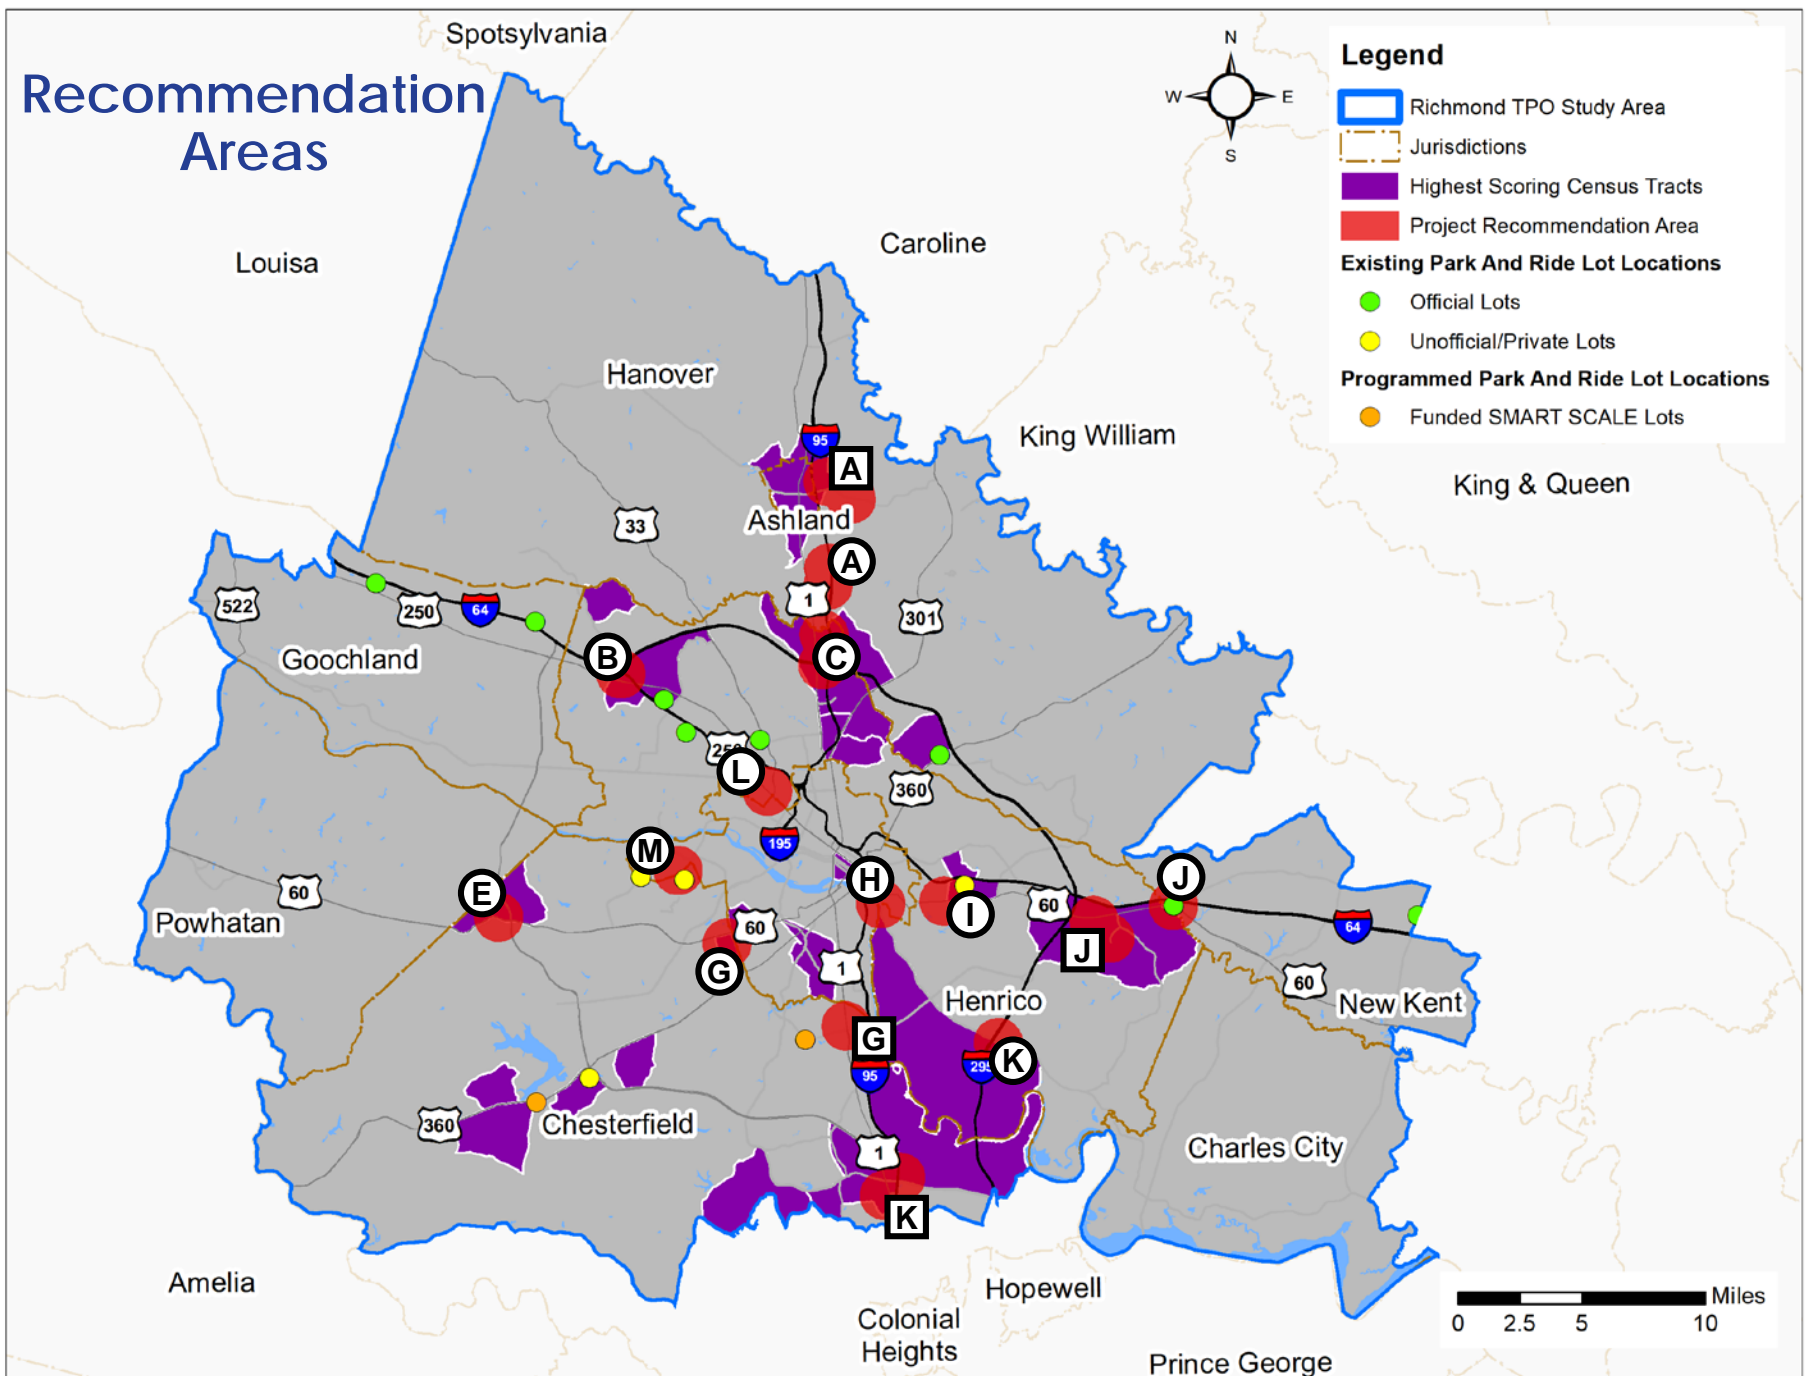 Recommendation
Areas
Spotsylvania
N
W
E
S
Legend
Richmond TPO Study Area
Jurisdictions
Highest Scoring Census Tracts
Project Recommendation Area
Existing Park And Ride Lot Locations
Official Lots
Unofficial/Private Lots
Programmed Park And Ride Lot Locations
Funded SMART SCALE Lots
Louisa
Caroline
Hanover
King William
King & Queen
95
A
33
Ashland
A
522
250
64
1
301
Goochland
B
C
250
L
360
195
M
60
E
H
J
60
I
Powhatan
60
64
G
J
1
60
Henrico
New Kent
G
95
295
K
360
Chesterfield
1
Charles City
K
Amelia
Hopewell
Colonial
Heights
Prince George
Miles
0
2.5
5
10